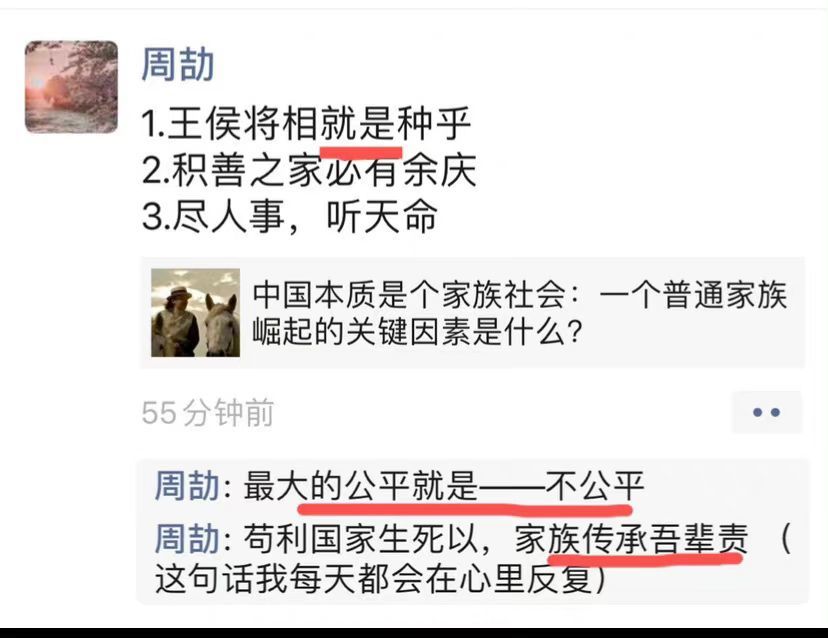 周劼
1.王侯将相就是种乎
2.积善之家必有余庆
3.尽人事，听天命
中国本质是个家族社会：一个普通家族
崛起的关键因素是什么?
55分钟前
周劼: 最大的公平就是——不公平
周劼: 苟利国家生死以，家族传承吾辈责 （
这句话我每天都会在心里反复）